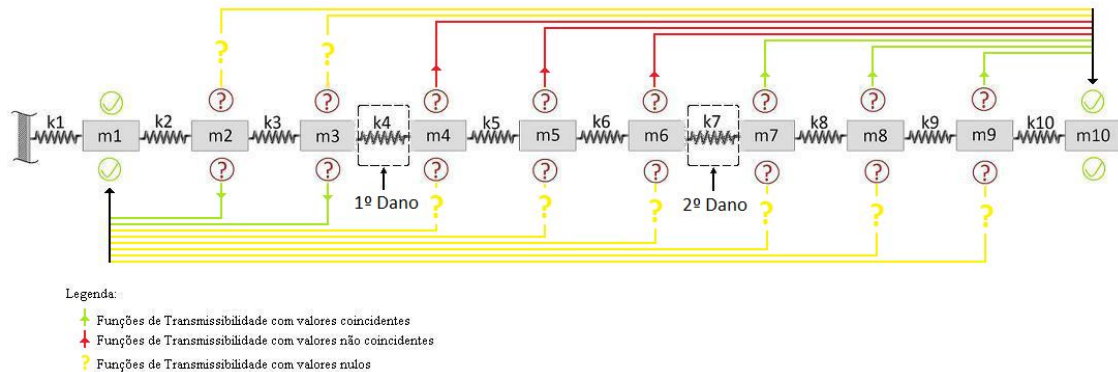 ? ?
? ? ? ? ? ? ? ?
k1 m1 k2 m2 k3 m3 k4 m4 k5 m5 k6 m6 k7 m7 k8 m8 k9 m9 k10 m10
? ? ? ? ? ? ? ?
1º Dano 2º Dano
? ? ? ? ? ?
Legenda:
Funções de Transmissibilidade com valores coincidentes
Funções de Transmissibilidade com valores não coincidentes
? Funções de Transmissibilidade com valores nulos